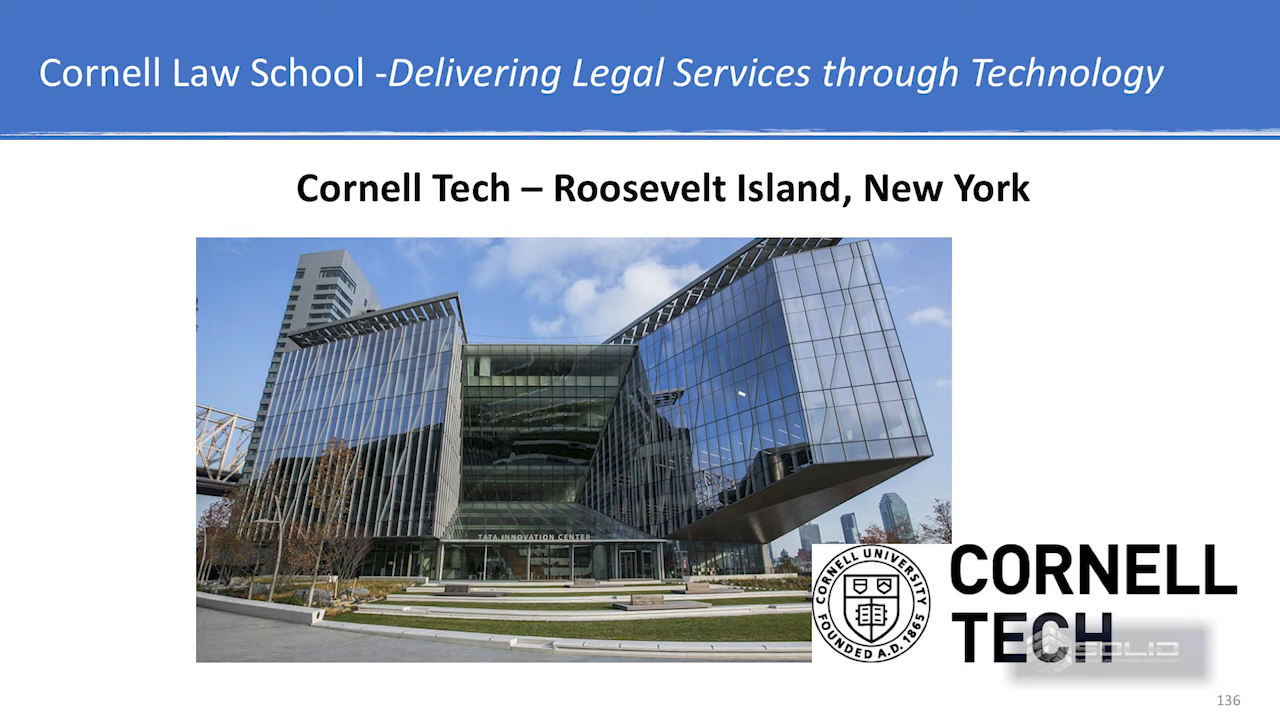 Cornell Law School -Delivering Legal Services through Technology
Cornell Tech – Roosevelt Island, New York
TATA INNOVATION CENTER
CORNELL UNIVERSITY
FOUNDED A.D. 1865
CORNELL
TECH
SOLID
136